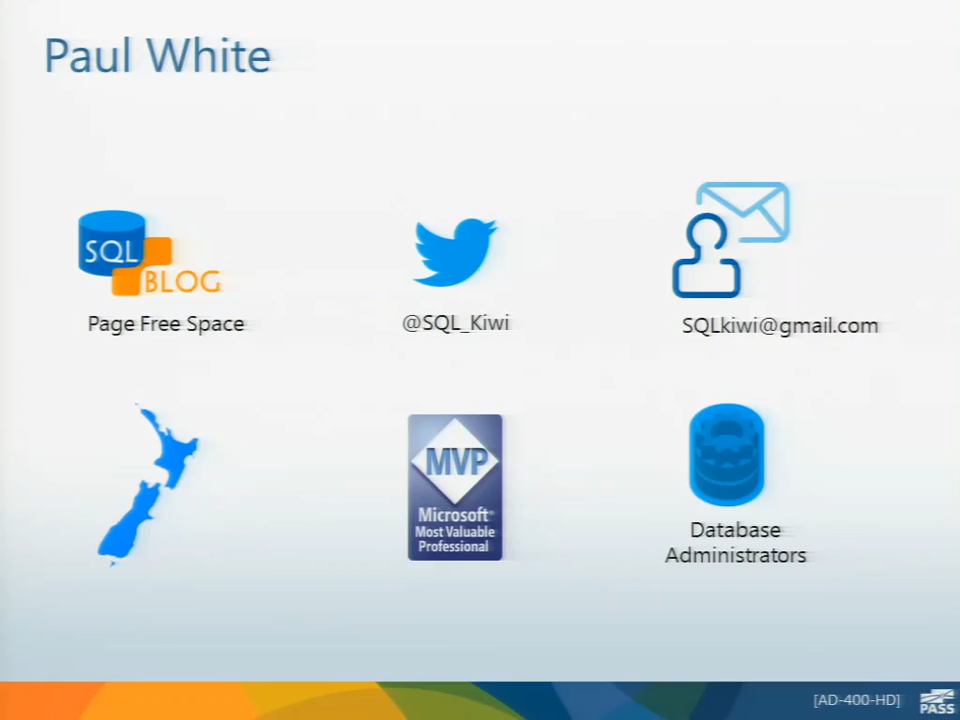 Paul White
SQL
BLOG
Page Free Space
@SQL_Kiwi
SQLkiwi@gmail.com
MVP
Microsoft®
Most Valuable
Professional
Database
Administrators
[AD-400-HD]
PASS